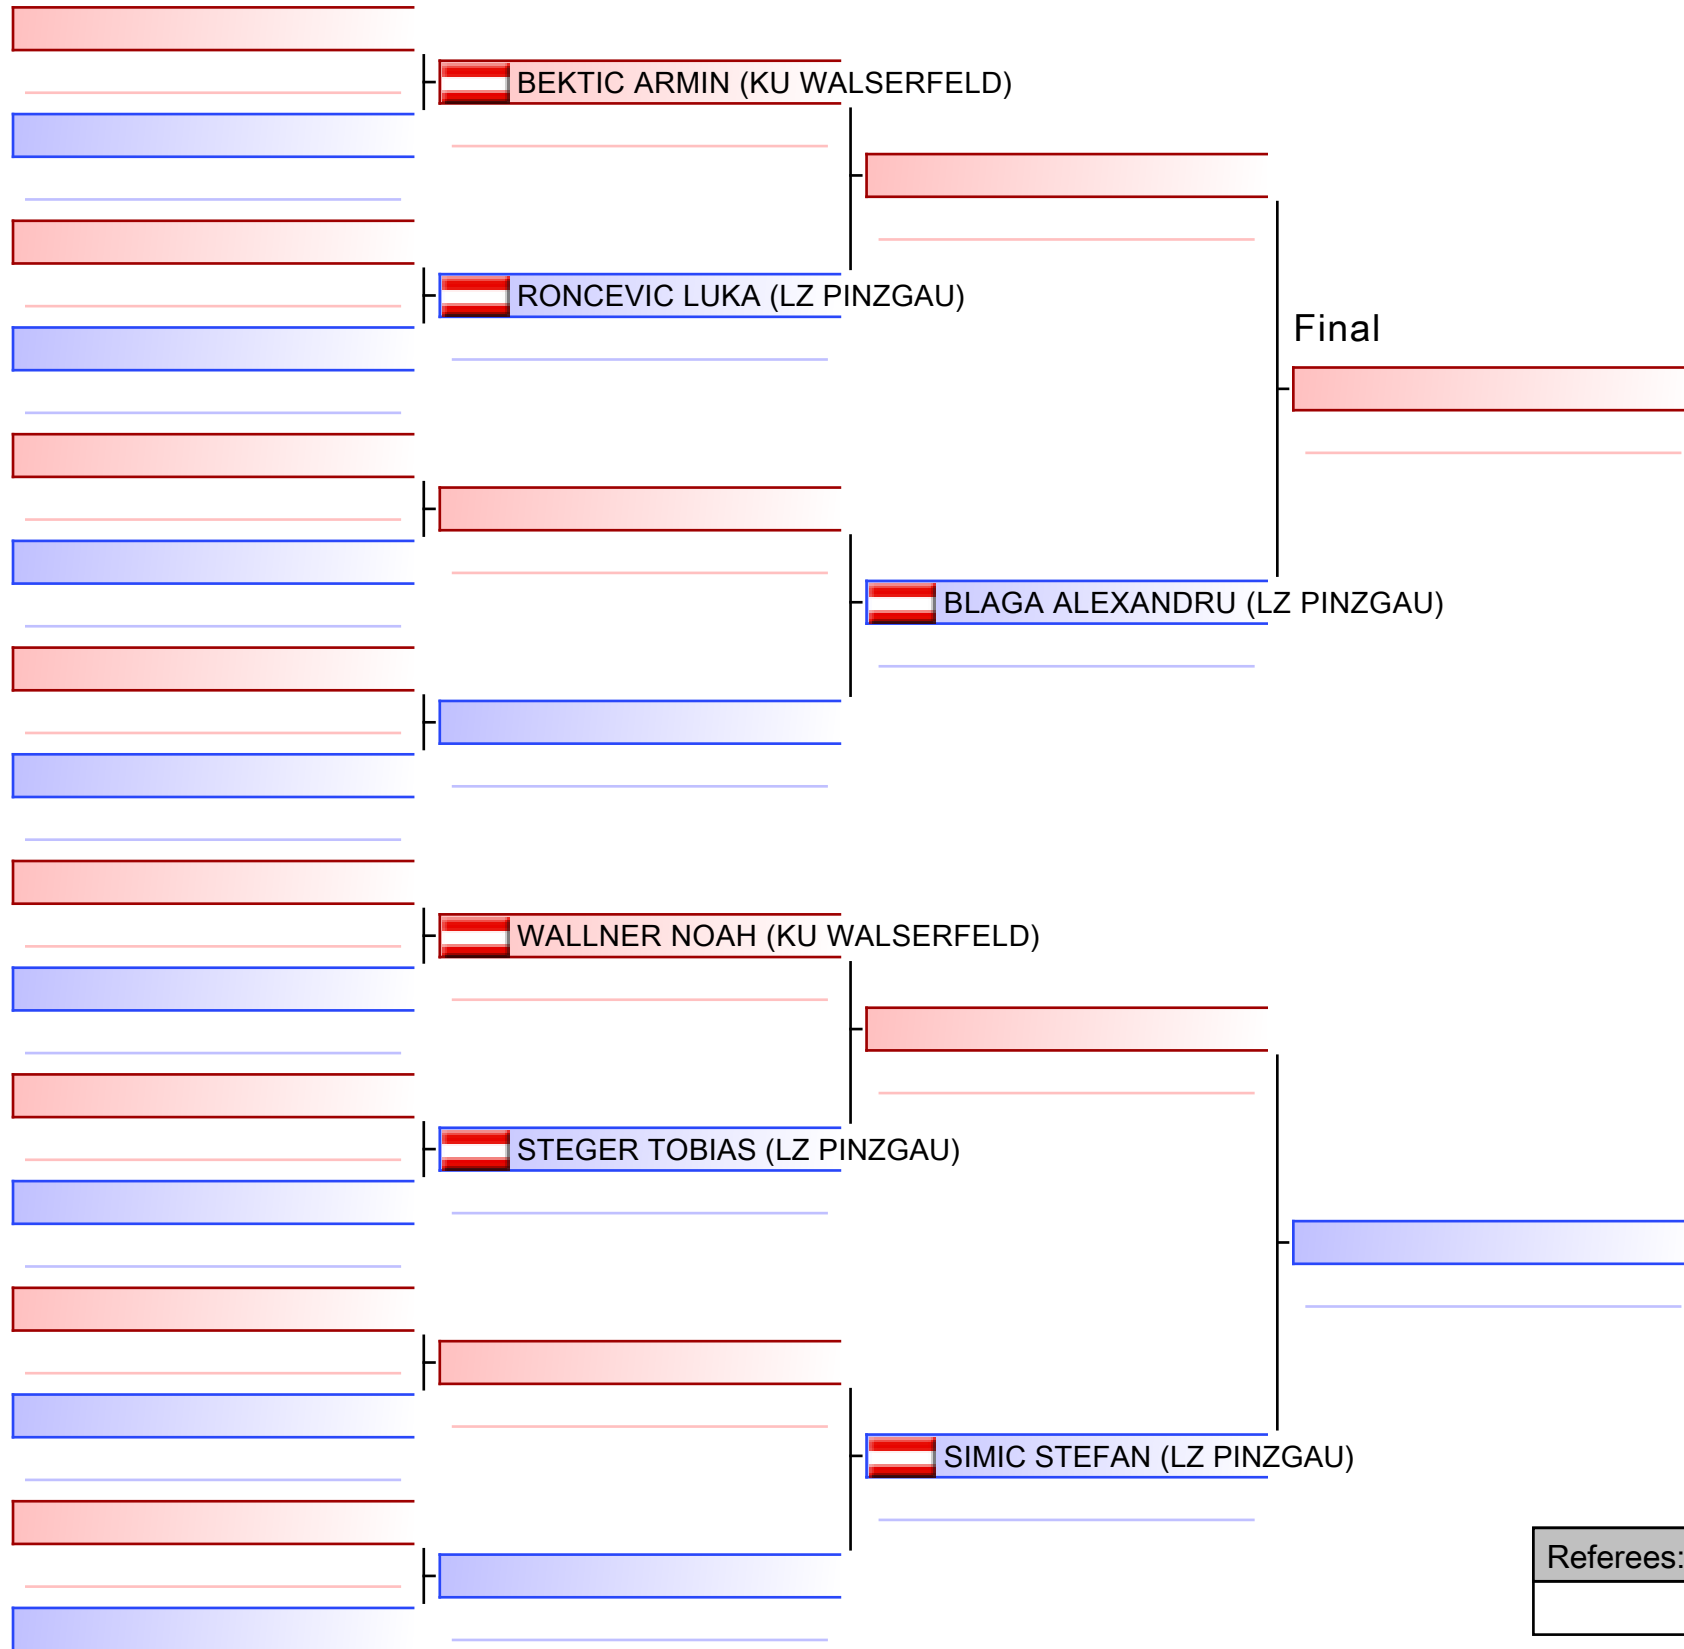 BEKTIC ARMIN (KU WALSERFELD)
RONCEVIC LUKA (LZ PINZGAU)
Final
BLAGA ALEXANDRU (LZ PINZGAU)
WALLNER NOAH (KU WALSERFELD)
STEGER TOBIAS (LZ PINZGAU)
SIMIC STEFAN (LZ PINZGAU)
Referees: